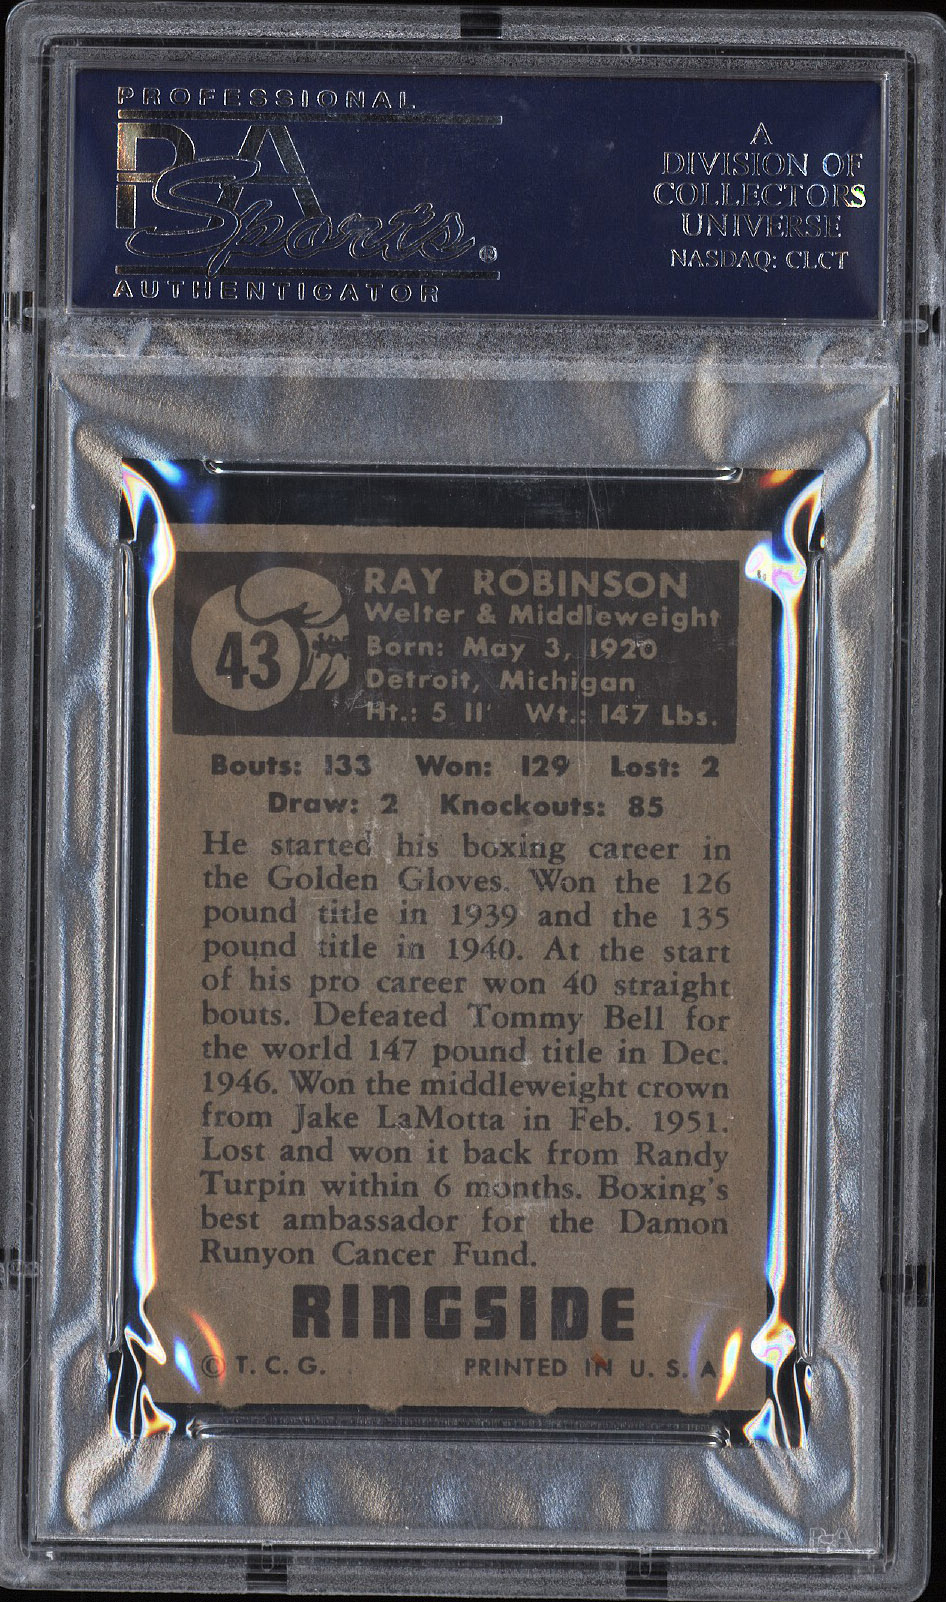 PROFESSIONAL
PSA
Sports®
AUTHENTICATOR
A
DIVISION OF
COLLECTORS
UNIVERSE
NASDAQ: CLCT
43
RAY ROBINSON
Welter & Middleweight
Born: May 3, 1920
Detroit, Michigan
Ht.: 5 11' Wt.: 147 Lbs.
Bouts: 133 Won: 129 Lost: 2
Draw: 2 Knockouts: 85
He started his boxing career in
the Golden Gloves. Won the 126
pound title in 1939 and the 135
pound title in 1940. At the start
of his pro career won 40 straight
bouts. Defeated Tommy Bell for
the world 147 pound title in Dec.
1946. Won the middleweight crown
from Jake LaMotta in Feb. 1951.
Lost and won it back from Randy
Turpin within 6 months. Boxing's
best ambassador for the Damon
Runyon Cancer Fund.
RINGSIDE
© T. C. G. PRINTED IN U. S. A
PSA